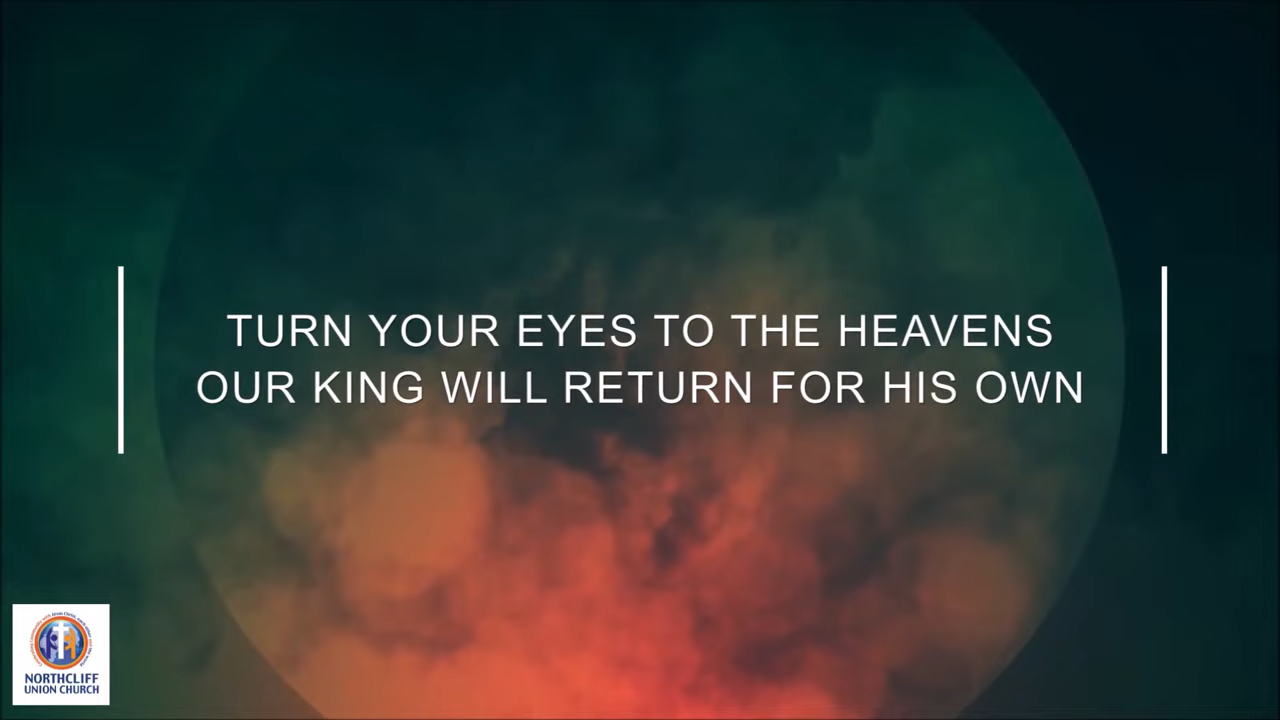 TURN YOUR EYES TO THE HEAVENS
OUR KING WILL RETURN FOR HIS OWN
NORTHCLIFF
UNION CHURCH